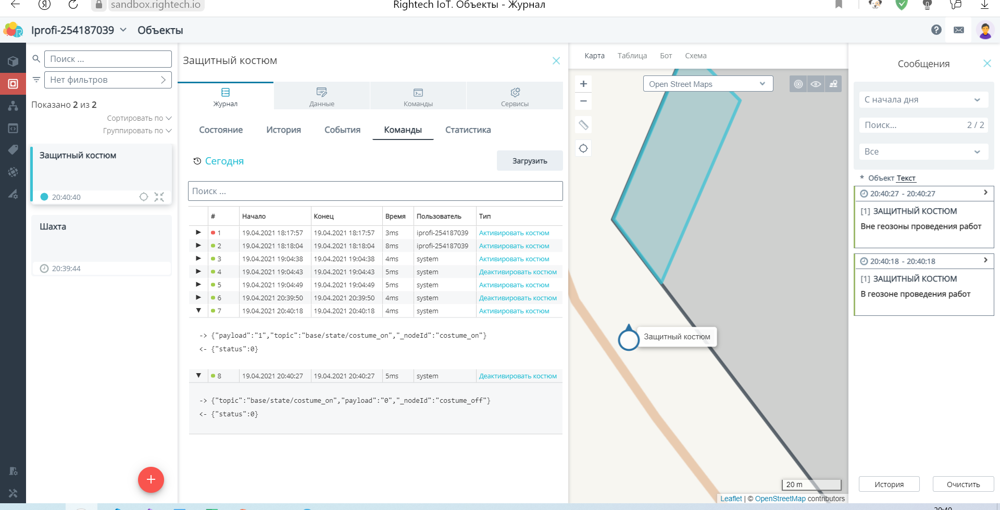 sandbox.rightech.io
Rightech IoT. Объекты - Журнал
Iprofi-254187039
Объекты
Поиск ...
Нет фильтров
Показано 2 из 2
Сортировать по
Группировать по
Защитный костюм
20:40:40
Шахта
20:39:44
Защитный костюм
Журнал
Данные
Команды
Сервисы
Состояние
История
События
Команды
Статистика
Сегодня
Загрузить
Поиск ...
# Начало Конец Время Пользователь Тип
1 19.04.2021 18:17:57 19.04.2021 18:17:57 3ms iprofi-254187039 Активировать костюм
2 19.04.2021 18:18:04 19.04.2021 18:18:04 8ms iprofi-254187039 Активировать костюм
3 19.04.2021 19:04:38 19.04.2021 19:04:38 4ms system Активировать костюм
4 19.04.2021 19:04:43 19.04.2021 19:04:43 5ms system Деактивировать костюм
5 19.04.2021 19:04:49 19.04.2021 19:04:49 5ms system Активировать костюм
6 19.04.2021 20:39:50 19.04.2021 20:39:50 4ms system Деактивировать костюм
7 19.04.2021 20:40:18 19.04.2021 20:40:18 4ms system Активировать костюм
-> {"payload":"1","topic":"base/state/costume_on","_nodeId":"costume_on"}
<- {"status":0}
8 19.04.2021 20:40:27 19.04.2021 20:40:27 5ms system Деактивировать костюм
-> {"topic":"base/state/costume_on","payload":"0","_nodeId":"costume_off"}
<- {"status":0}
Карта Таблица Бот Схема
+
Open Street Maps
−
Защитный костюм
20 m
Leaflet | © OpenStreetMap contributors
Сообщения
С начала дня
Поиск... 2 / 2
Все
* Объект Текст
20:40:27 - 20:40:27
[1] ЗАЩИТНЫЙ КОСТЮМ
Вне геозоны проведения работ
20:40:18 - 20:40:18
[1] ЗАЩИТНЫЙ КОСТЮМ
В геозоне проведения работ
История
Очистить
20:40